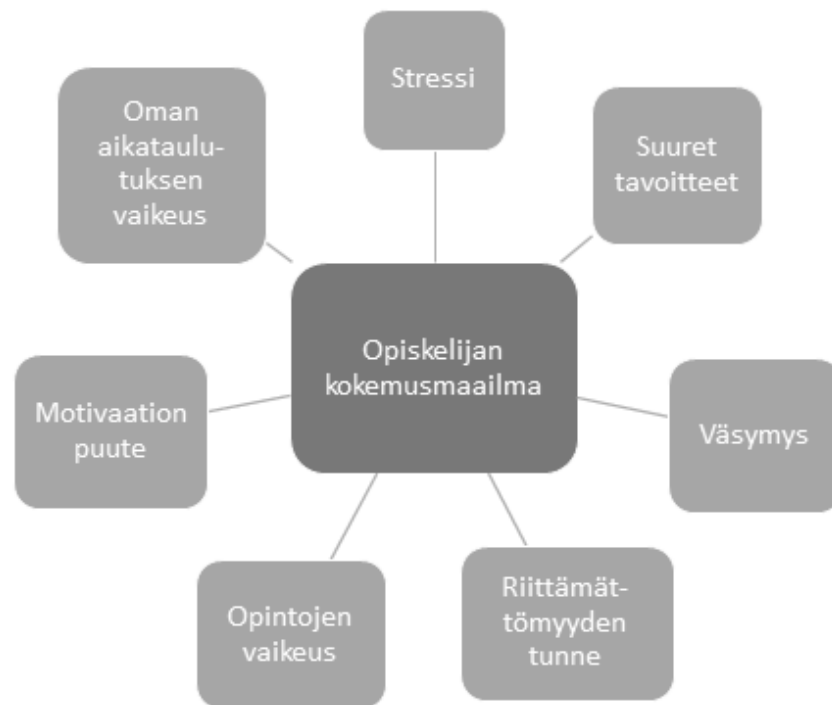 Stressi
Oman
aikataulu-
tuksen
vaikeus
Suuret
tavoitteet
Opiskelijan
kokemusmaailma
Motivaation
puute
Väsymys
Opintojen
vaikeus
Riittämät-
tömyyden
tunne